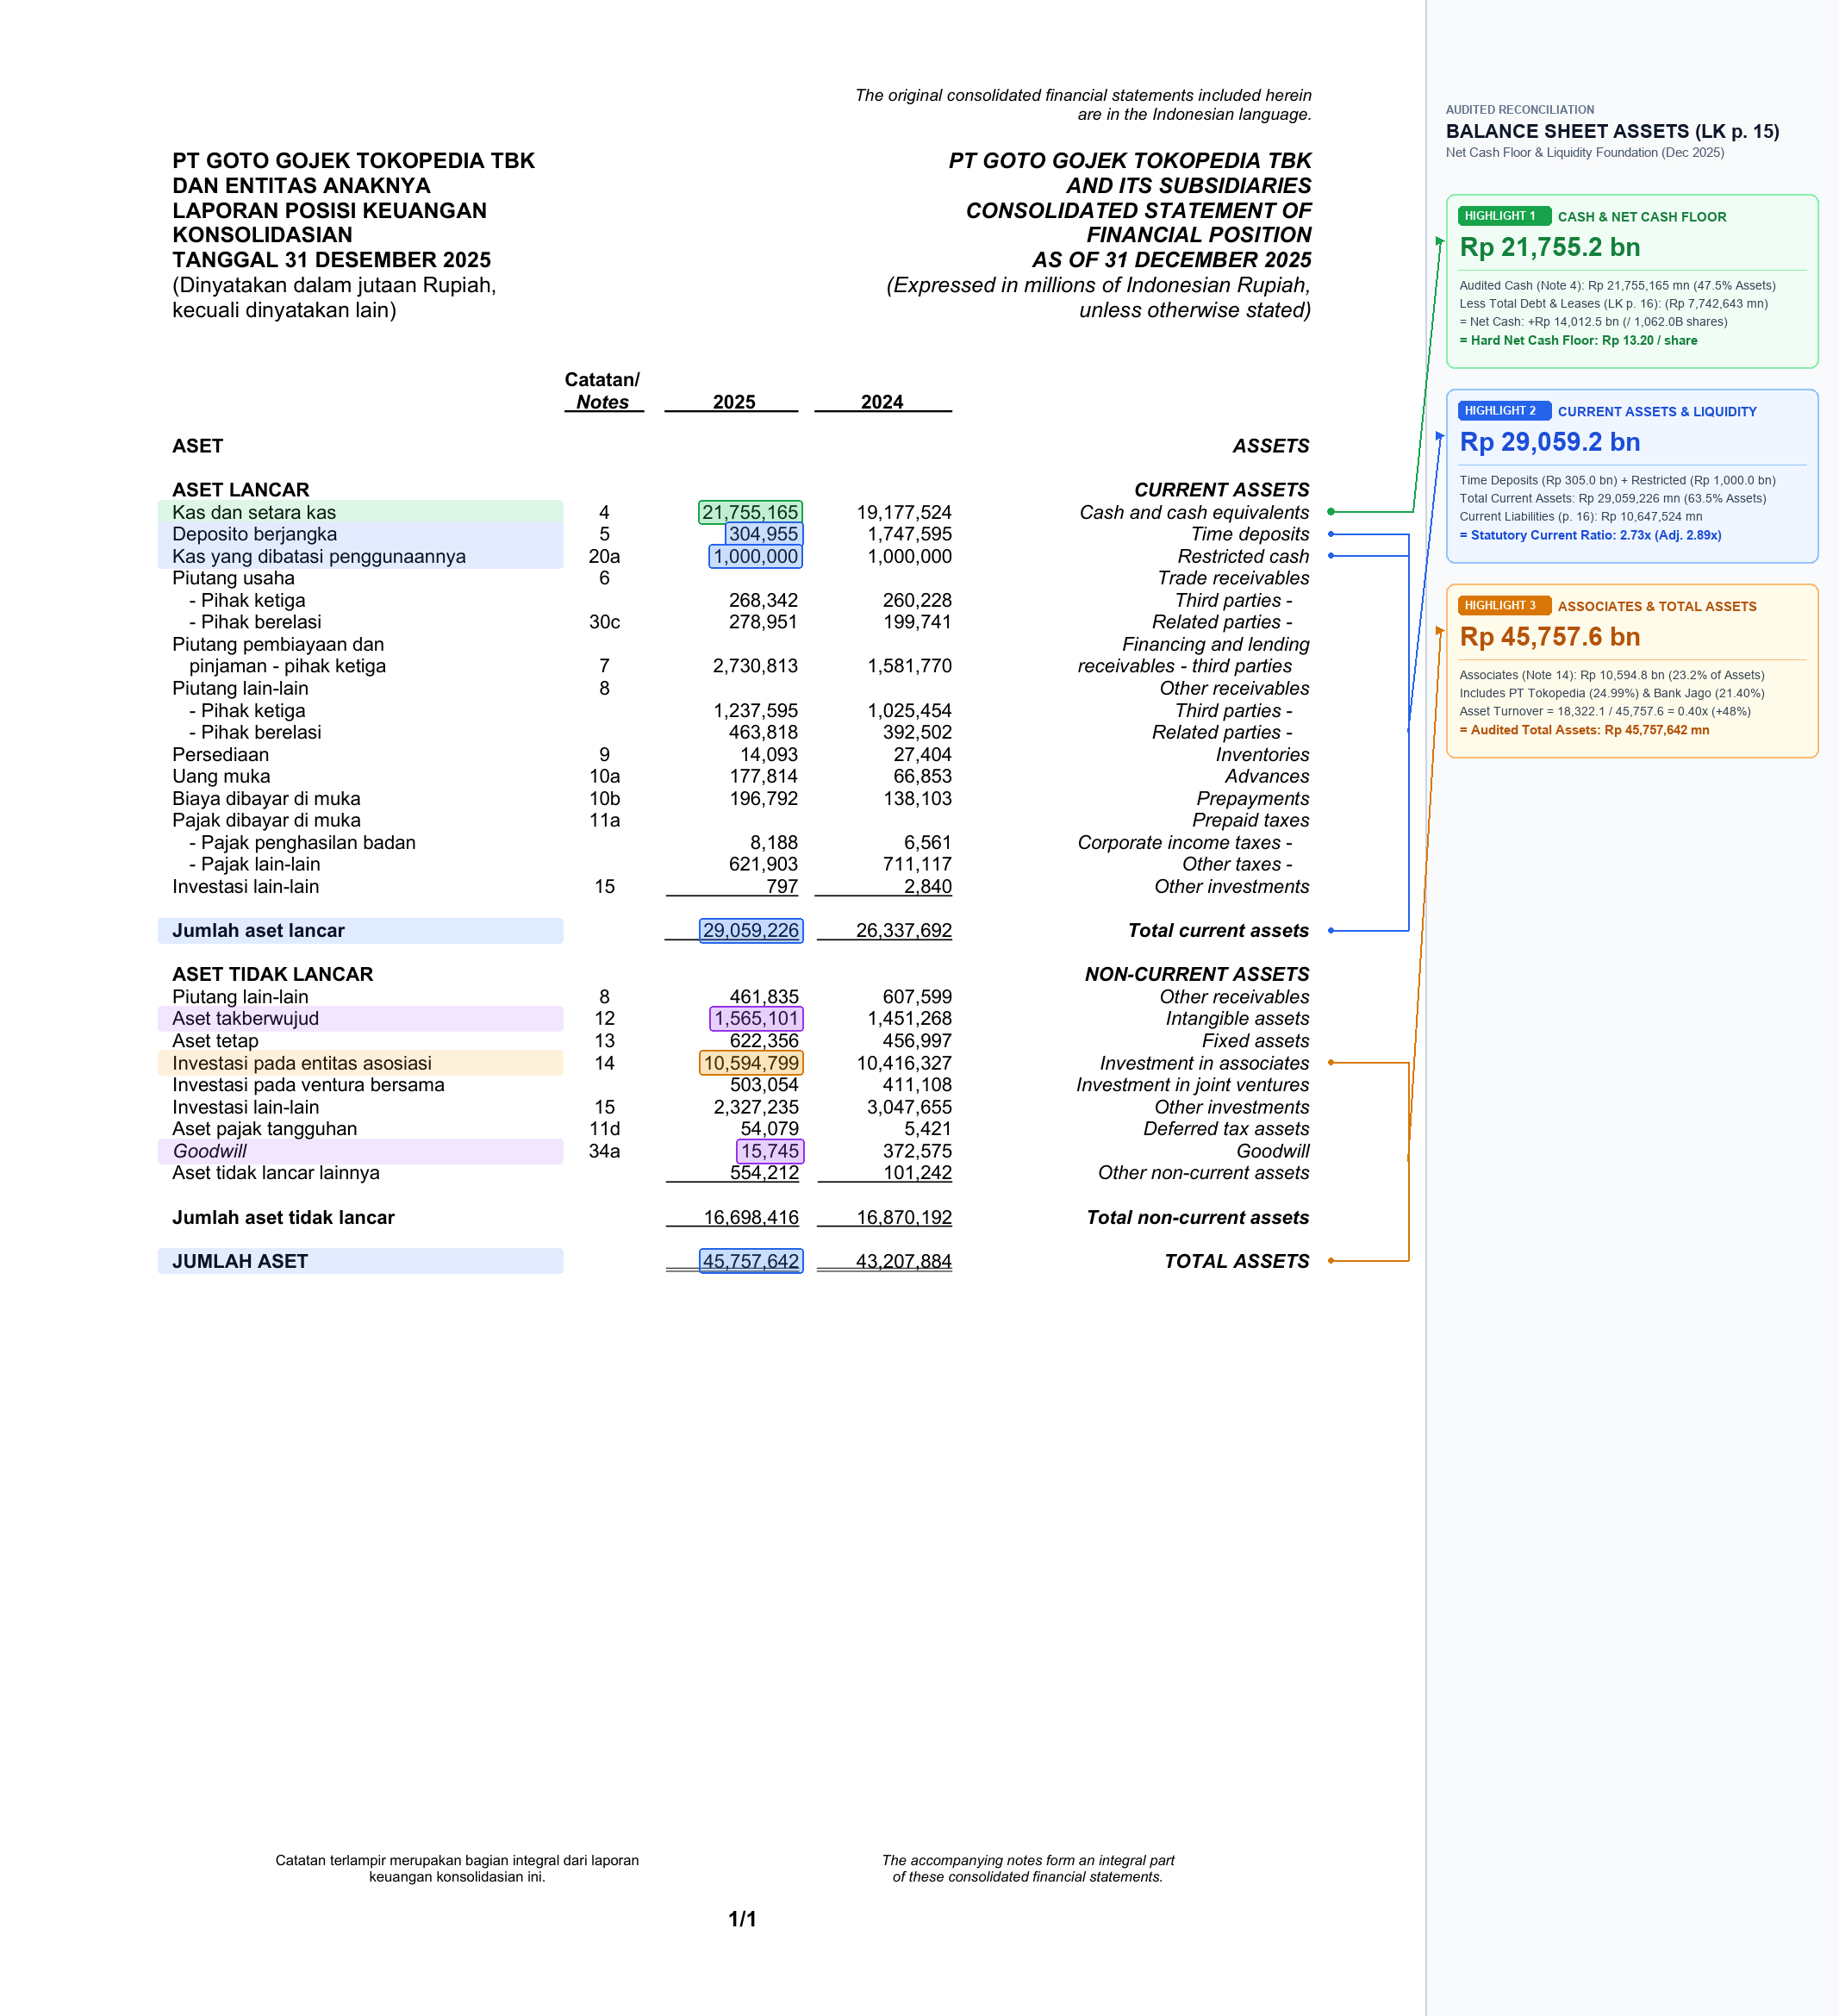 The original consolidated financial statements included herein
are in the Indonesian language.
PT GOTO GOJEK TOKOPEDIA TBK
DAN ENTITAS ANAKNYA
LAPORAN POSISI KEUANGAN
KONSOLIDASIAN
TANGGAL 31 DESEMBER 2025
(Dinyatakan dalam jutaan Rupiah,
kecuali dinyatakan lain)
PT GOTO GOJEK TOKOPEDIA TBK
AND ITS SUBSIDIARIES
CONSOLIDATED STATEMENT OF
FINANCIAL POSITION
AS OF 31 DECEMBER 2025
(Expressed in millions of Indonesian Rupiah,
unless otherwise stated)
Catatan/
Notes 2025 2024
ASET ASSETS
ASET LANCAR CURRENT ASSETS
Kas dan setara kas 4 21,755,165 19,177,524 Cash and cash equivalents
Deposito berjangka 5 304,955 1,747,595 Time deposits
Kas yang dibatasi penggunaannya 20a 1,000,000 1,000,000 Restricted cash
Piutang usaha 6 Trade receivables
- Pihak ketiga 268,342 260,228 Third parties -
- Pihak berelasi 30c 278,951 199,741 Related parties -
Piutang pembiayaan dan Financing and lending
pinjaman - pihak ketiga 7 2,730,813 1,581,770 receivables - third parties
Piutang lain-lain 8 Other receivables
- Pihak ketiga 1,237,595 1,025,454 Third parties -
- Pihak berelasi 463,818 392,502 Related parties -
Persediaan 9 14,093 27,404 Inventories
Uang muka 10a 177,814 66,853 Advances
Biaya dibayar di muka 10b 196,792 138,103 Prepayments
Pajak dibayar di muka 11a Prepaid taxes
- Pajak penghasilan badan 8,188 6,561 Corporate income taxes -
- Pajak lain-lain 621,903 711,117 Other taxes -
Investasi lain-lain 15 797 2,840 Other investments
Jumlah aset lancar 29,059,226 26,337,692 Total current assets
ASET TIDAK LANCAR NON-CURRENT ASSETS
Piutang lain-lain 8 461,835 607,599 Other receivables
Aset takberwujud 12 1,565,101 1,451,268 Intangible assets
Aset tetap 13 622,356 456,997 Fixed assets
Investasi pada entitas asosiasi 14 10,594,799 10,416,327 Investment in associates
Investasi pada ventura bersama 503,054 411,108 Investment in joint ventures
Investasi lain-lain 15 2,327,235 3,047,655 Other investments
Aset pajak tangguhan 11d 54,079 5,421 Deferred tax assets
Goodwill 34a 15,745 372,575 Goodwill
Aset tidak lancar lainnya 554,212 101,242 Other non-current assets
Jumlah aset tidak lancar 16,698,416 16,870,192 Total non-current assets
JUMLAH ASET 45,757,642 43,207,884 TOTAL ASSETS
Catatan terlampir merupakan bagian integral dari laporan
keuangan konsolidasian ini.
The accompanying notes form an integral part
of these consolidated financial statements.
1/1
AUDITED RECONCILIATION
BALANCE SHEET ASSETS (LK p. 15)
Net Cash Floor & Liquidity Foundation (Dec 2025)
HIGHLIGHT 1 CASH & NET CASH FLOOR
Rp 21,755.2 bn
Audited Cash (Note 4): Rp 21,755,165 mn (47.5% Assets)
Less Total Debt & Leases (LK p. 16): (Rp 7,742,643 mn)
= Net Cash: +Rp 14,012.5 bn (/ 1,062.0B shares)
= Hard Net Cash Floor: Rp 13.20 / share
HIGHLIGHT 2 CURRENT ASSETS & LIQUIDITY
Rp 29,059.2 bn
Time Deposits (Rp 305.0 bn) + Restricted (Rp 1,000.0 bn)
Total Current Assets: Rp 29,059,226 mn (63.5% Assets)
Current Liabilities (p. 16): Rp 10,647,524 mn
= Statutory Current Ratio: 2.73x (Adj. 2.89x)
HIGHLIGHT 3 ASSOCIATES & TOTAL ASSETS
Rp 45,757.6 bn
Associates (Note 14): Rp 10,594.8 bn (23.2% of Assets)
Includes PT Tokopedia (24.99%) & Bank Jago (21.40%)
Asset Turnover = 18,322.1 / 45,757.6 = 0.40x (+48%)
= Audited Total Assets: Rp 45,757,642 mn